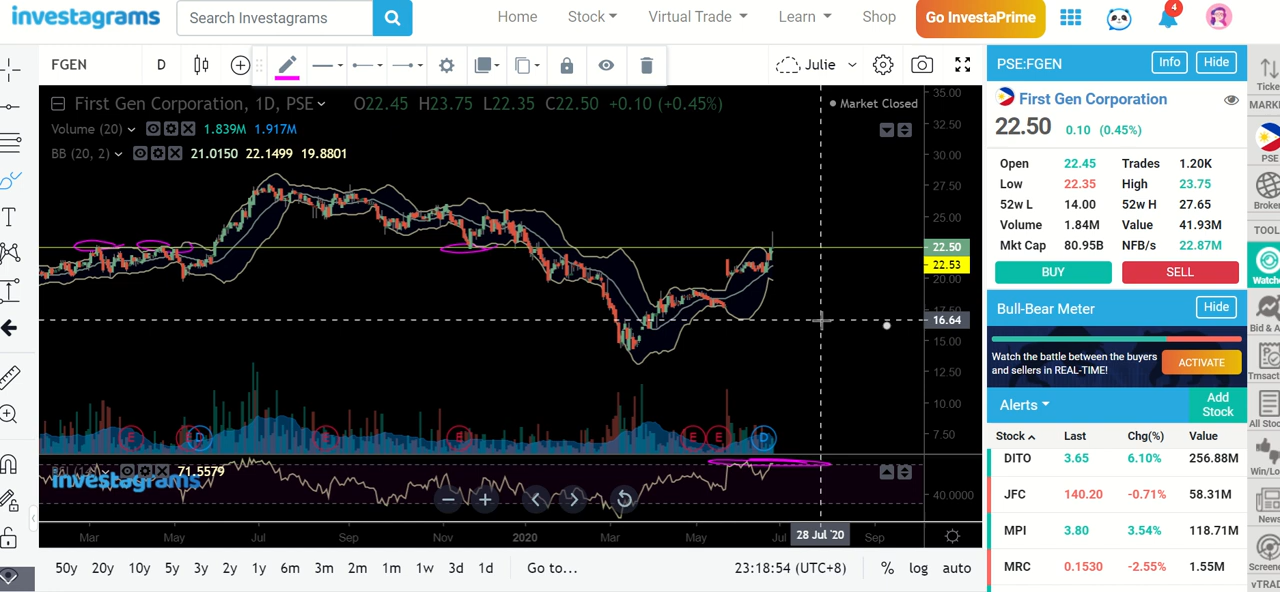 investagrams
Search Investagrams
Home
Stock
Virtual Trade
Learn
Shop
Go InvestaPrime
4
FGEN
D
Julie
First Gen Corporation, 1D, PSE
O22.45 H23.75 L22.35 C22.50 +0.10 (+0.45%)
Market Closed
Volume (20) 1.839M 1.917M
BB (20, 2) 21.0150 22.1499 19.8801
35.00
32.50
30.00
27.50
25.00
22.50
22.53
20.00
16.64
15.00
12.50
10.00
7.50
E
D
E
E
E
E
D
71.5579
investagrams
40.0000
Mar
May
Jul
Sep
Nov
2020
Mar
May
Jul
28 Jul '20
Sep
50y 20y 10y 5y 3y 2y 1y 6m 3m 2m 1m 1w 3d 1d
Go to...
23:18:54 (UTC+8)
% log auto
PSE:FGEN
Info
Hide
First Gen Corporation
22.50 0.10 (0.45%)
Open 22.45 Trades 1.20K
Low 22.35 High 23.75
52w L 14.00 52w H 27.65
Volume 1.84M Value 41.93M
Mkt Cap 80.95B NFB/s 22.87M
BUY
SELL
Bull-Bear Meter
Hide
Watch the battle between the buyers
and sellers in REAL-TIME!
ACTIVATE
Alerts
Add
Stock
Stock Last Chg(%) Value
DITO 3.65 6.10% 256.88M
JFC 140.20 -0.71% 58.31M
MPI 3.80 3.54% 118.71M
MRC 0.1530 -2.55% 1.55M
Ticke
MARK
PSE
Broke
TOOL
Watch
Bid & A
Trnsact
All Stoc
Win/Lo
News
Screene
vTRAD